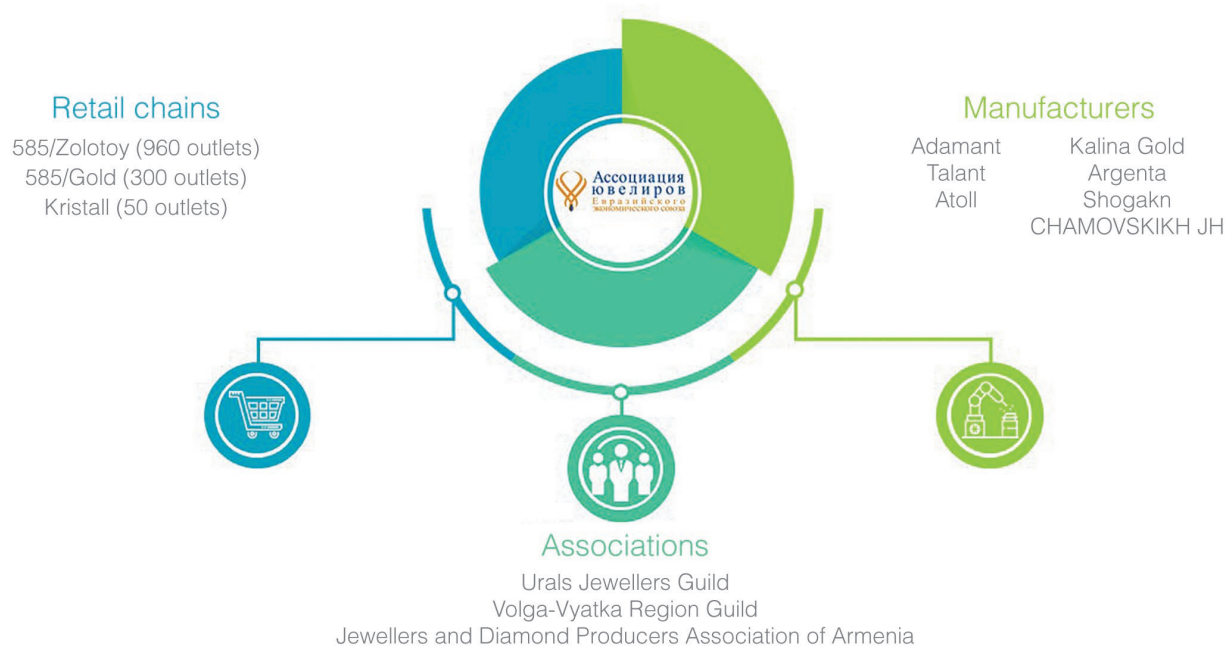 Retail chains
585/Zolotoy (960 outlets)
585/Gold (300 outlets)
Kristall (50 outlets)
Ассоциация
ювелиров
Евразийского
экономического союза
Manufacturers
Adamant
Talant
Atoll
Kalina Gold
Argenta
Shogakn
CHAMOVSKIKH JH
Associations
Urals Jewellers Guild
Volga-Vyatka Region Guild
Jewellers and Diamond Producers Association of Armenia